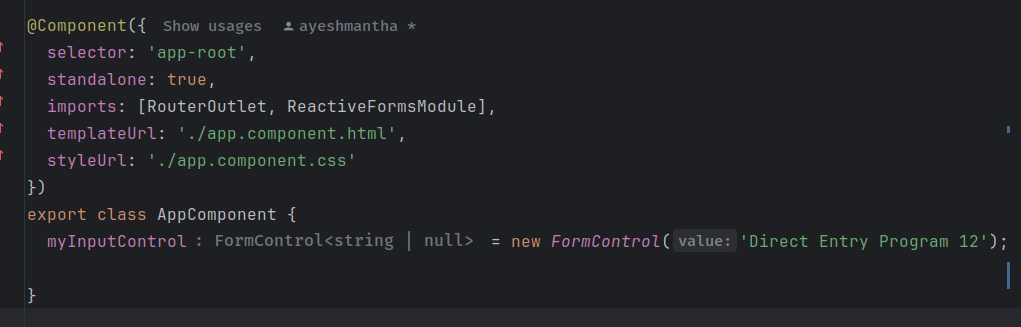 @Component({ Show usages ayeshmantha *
selector: 'app-root',
standalone: true,
imports: [RouterOutlet, ReactiveFormsModule],
templateUrl: './app.component.html',
styleUrl: './app.component.css'
})
export class AppComponent {
myInputControl : FormControl<string | null> = new FormControl( value: 'Direct Entry Program 12');
}